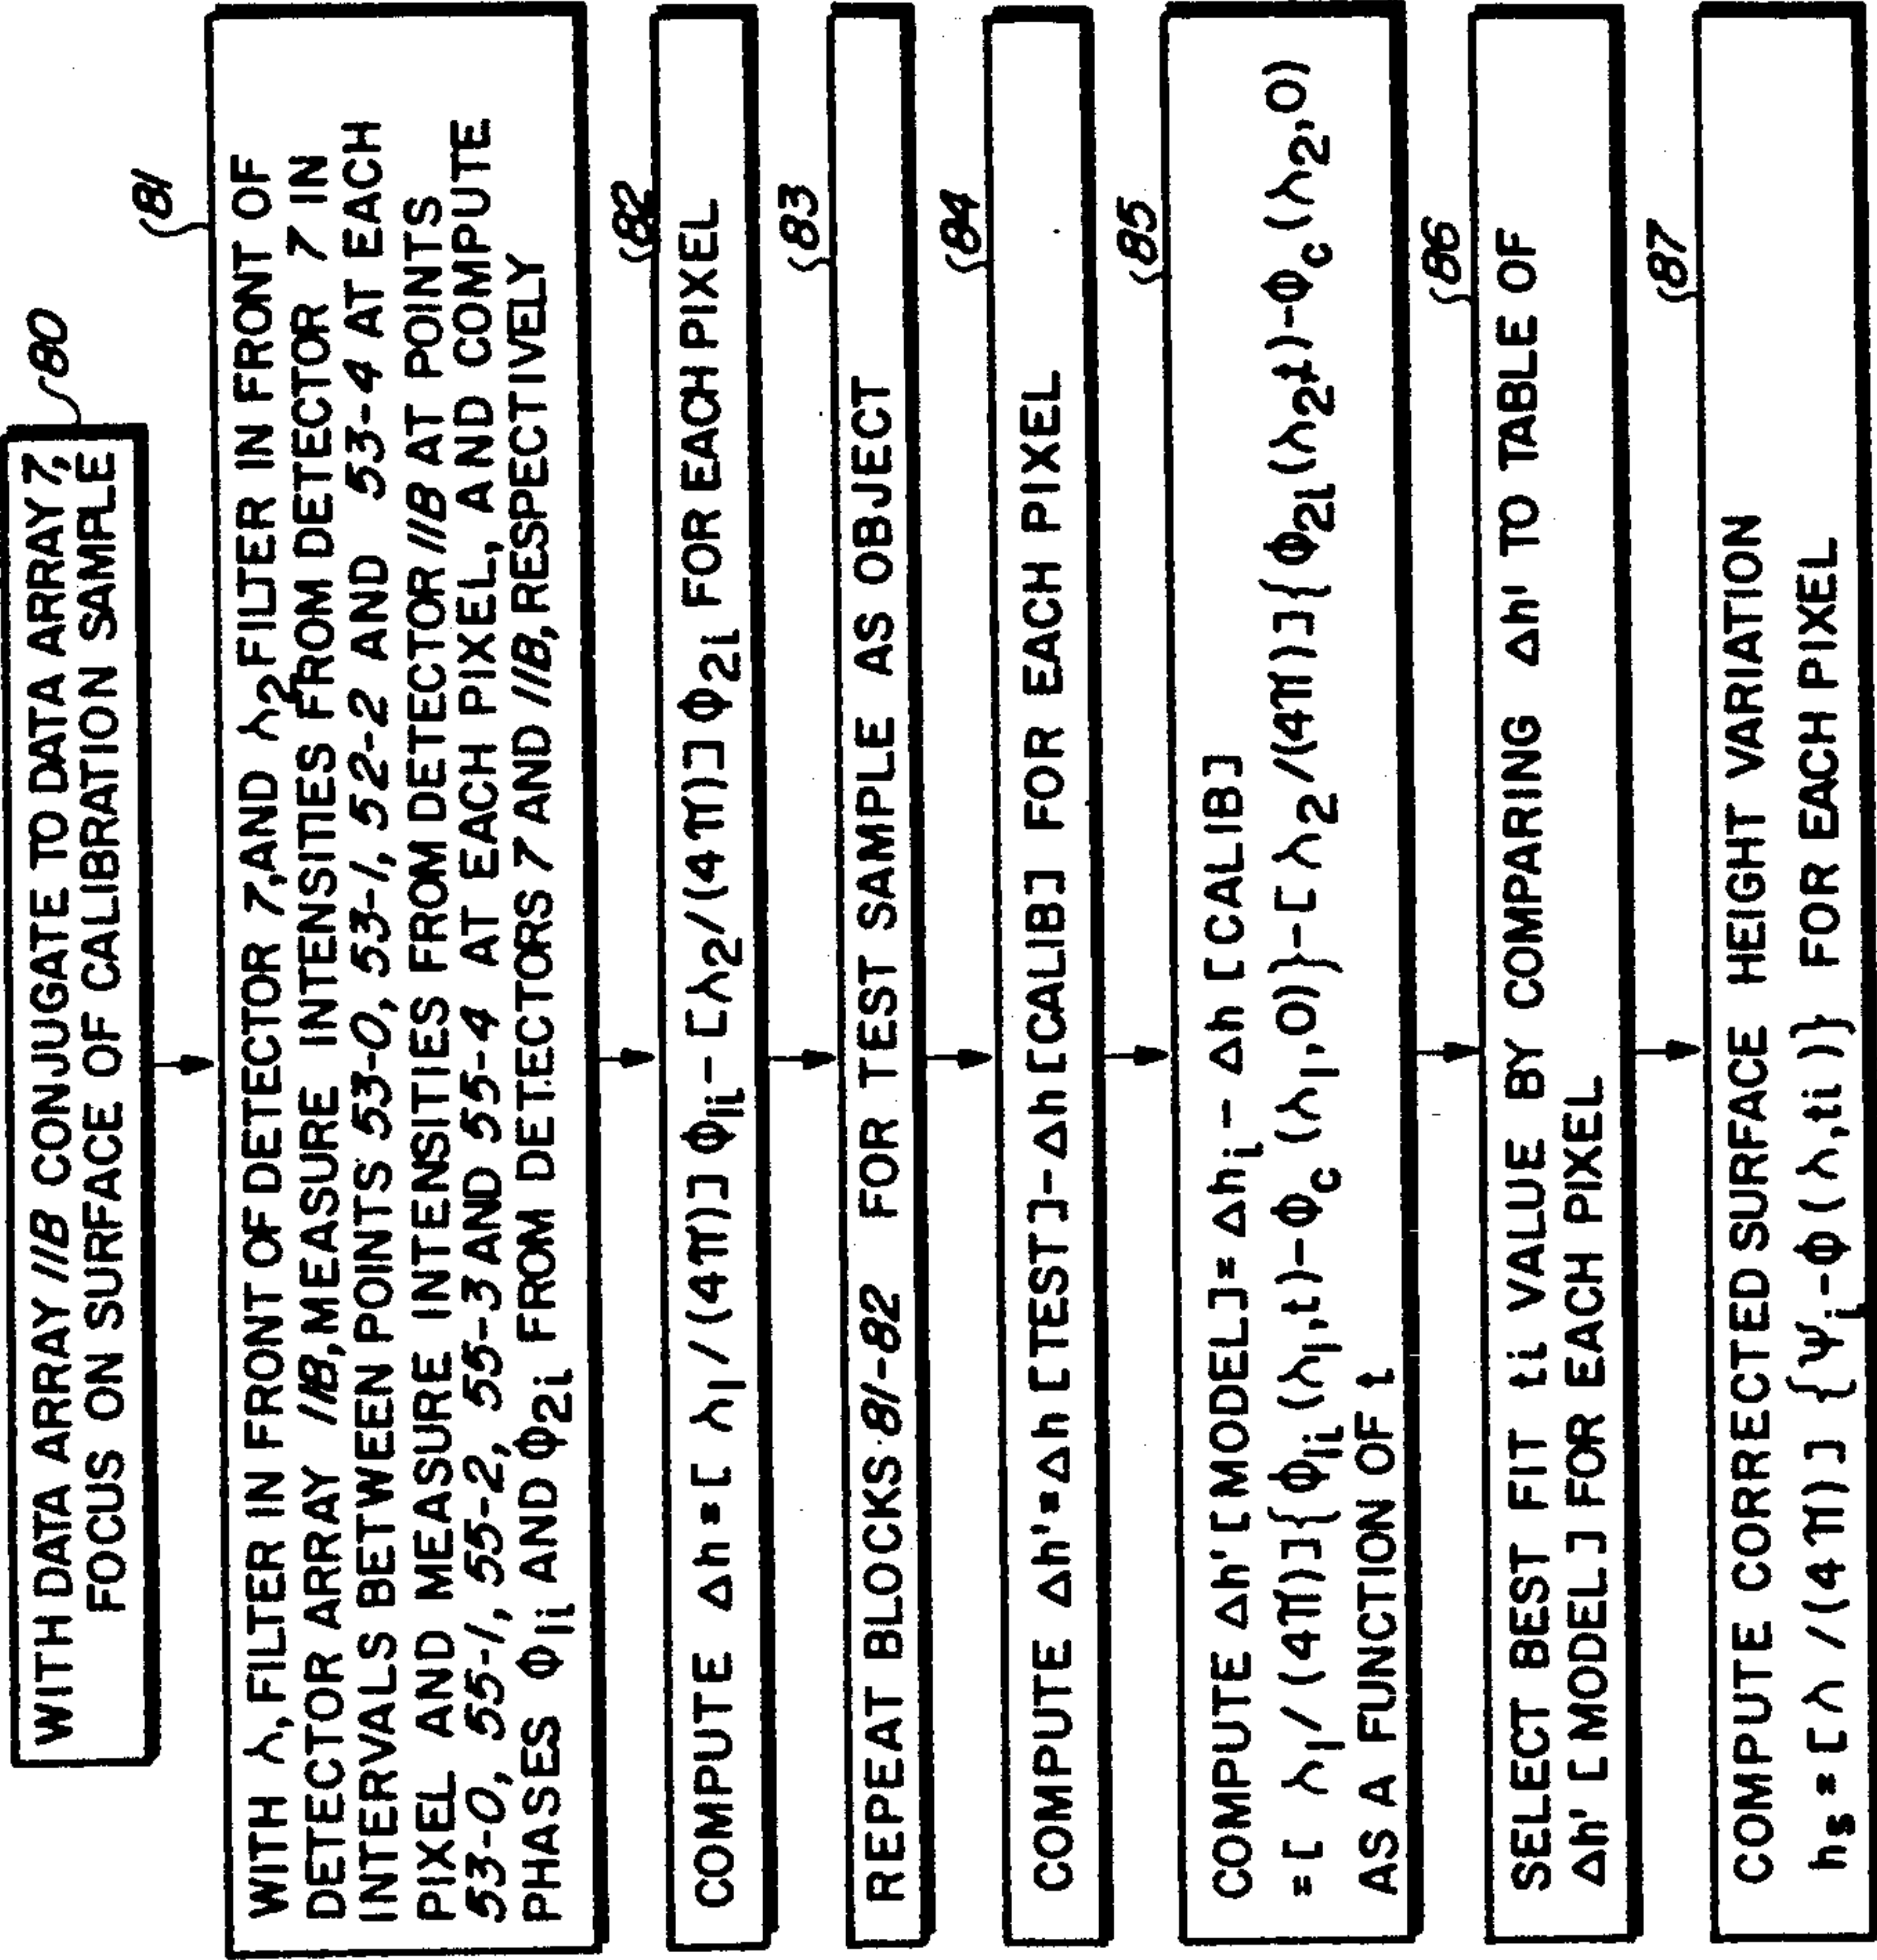 WITH DATA ARRAY 11B CONJUGATE TO DATA ARRAY 7,
FOCUS ON SURFACE OF CALIBRATION SAMPLE
80
81
WITH λ, FILTER IN FRONT OF DETECTOR 7, AND λ2 FILTER IN FRONT OF
DETECTOR ARRAY 11B, MEASURE INTENSITIES FROM DETECTOR 7 IN
INTERVALS BETWEEN POINTS 53-0, 53-1, 52-2 AND 53-4 AT EACH
PIXEL AND MEASURE INTENSITIES FROM DETECTOR 11B AT POINTS
53-0, 55-1, 55-2, 55-3 AND 55-4 AT EACH PIXEL, AND COMPUTE
PHASES Φ1i AND Φ2i FROM DETECTORS 7 AND 11B, RESPECTIVELY
82
COMPUTE Δh = [λ1/(4π)] Φ1i - [λ2/(4π)] Φ2i FOR EACH PIXEL
83
REPEAT BLOCKS 81-82 FOR TEST SAMPLE AS OBJECT
84
COMPUTE Δh' = Δh [TEST] - Δh [CALIB] FOR EACH PIXEL
85
COMPUTE Δh' [MODEL] = Δhi - Δh [CALIB]
= [λ1/(4π)] {Φ1i (λ1,t) - Φc (λ1,0)} - [λ2/(4π)] {Φ2i (λ2t) - Φc (λ2,0)
AS A FUNCTION OF t
86
SELECT BEST FIT ti VALUE BY COMPARING Δh' TO TABLE OF
Δh' [MODEL] FOR EACH PIXEL
87
COMPUTE CORRECTED SURFACE HEIGHT VARIATION
hs = [λ/(4π)] {Ψi - Φ(λ,ti)} FOR EACH PIXEL